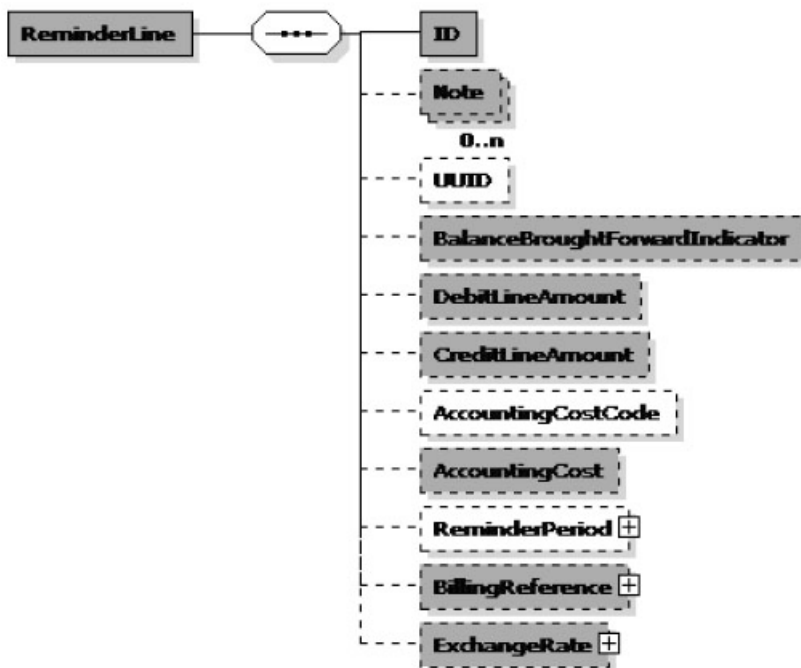 ReminderLine
ID
Note
0..n
UUID
BalanceBroughtForwardIndicator
DebitLineAmount
CreditLineAmount
AccountingCostCode
AccountingCost
ReminderPeriod
BillingReference
ExchangeRate